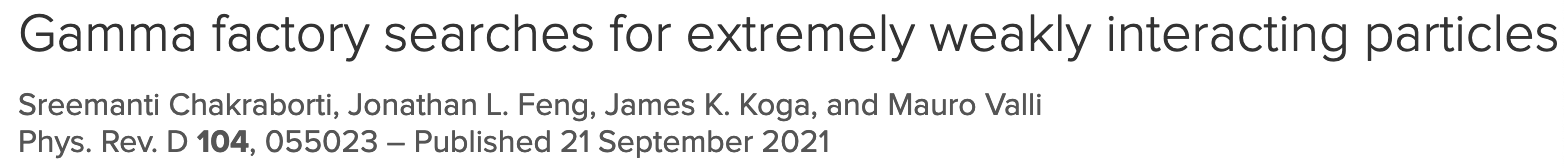 Gamma factory searches for extremely weakly interacting particles
Sreemanti Chakraborti, Jonathan L. Feng, James K. Koga, and Mauro Valli
Phys. Rev. D 104, 055023 – Published 21 September 2021